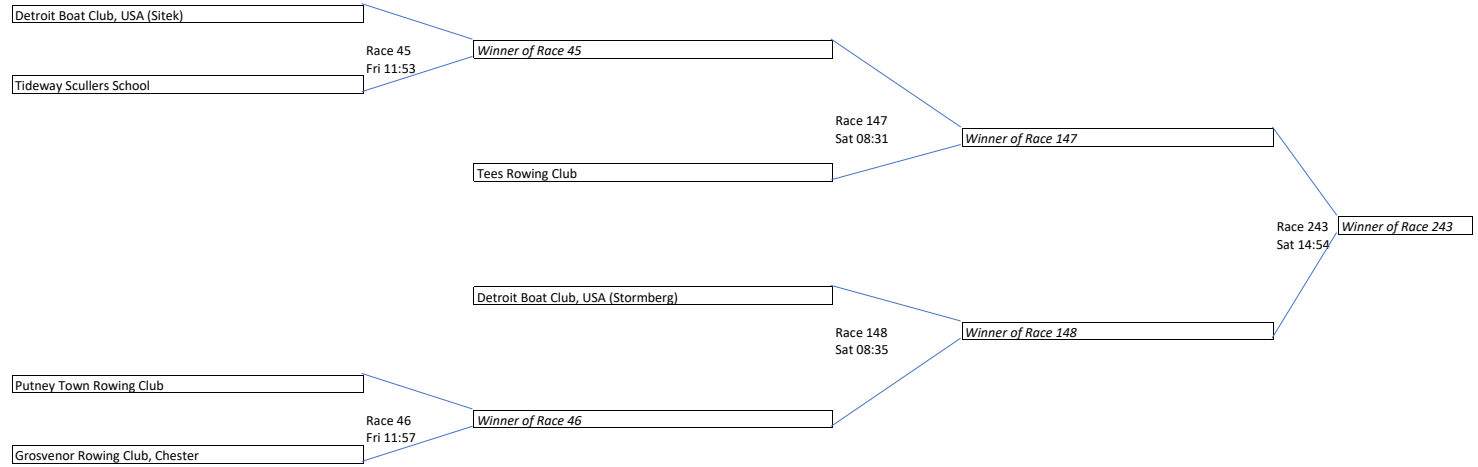 Detroit Boat Club, USA (Sitek)
Race 45
Fri 11:53
Winner of Race 45
Tideway Scullers School
Race 147
Sat 08:31
Winner of Race 147
Tees Rowing Club
Race 243
Sat 14:54
Winner of Race 243
Detroit Boat Club, USA (Stormberg)
Race 148
Sat 08:35
Winner of Race 148
Putney Town Rowing Club
Race 46
Fri 11:57
Winner of Race 46
Grosvenor Rowing Club, Chester